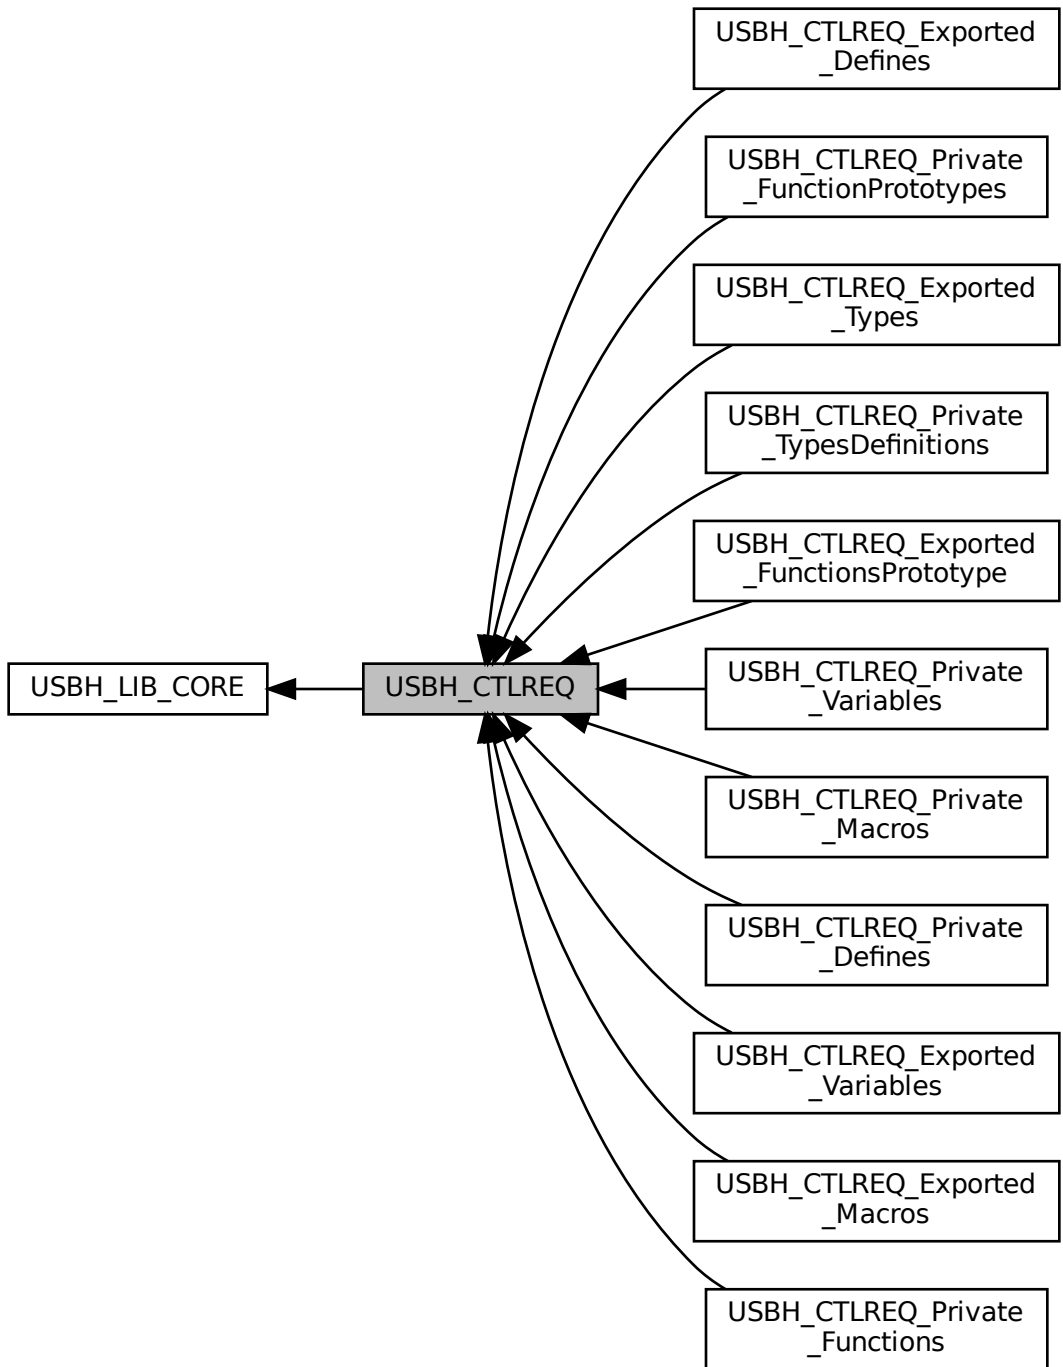 USBH_CTLREQ_Exported
_Defines
USBH_CTLREQ_Private
_FunctionPrototypes
USBH_CTLREQ_Exported
_Types
USBH_CTLREQ_Private
_TypesDefinitions
USBH_CTLREQ_Exported
_FunctionsPrototype
USBH_LIB_CORE
USBH_CTLREQ
USBH_CTLREQ_Private
_Variables
USBH_CTLREQ_Private
_Macros
USBH_CTLREQ_Private
_Defines
USBH_CTLREQ_Exported
_Variables
USBH_CTLREQ_Exported
_Macros
USBH_CTLREQ_Private
_Functions